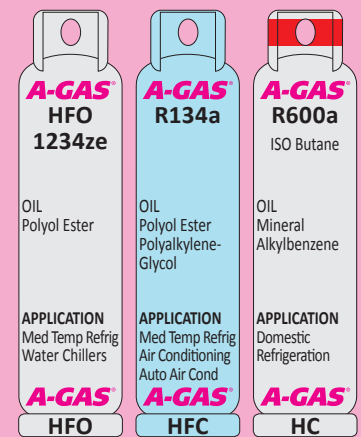 A-GAS®
HFO
1234ze
OIL
Polyol Ester
APPLICATION
Med Temp Refrig
Water Chillers
A-GAS®
HFO
A-GAS®
R134a
OIL
Polyol Ester
Polyalkylene-
Glycol
APPLICATION
Med Temp Refrig
Air Conditioning
Auto Air Cond
A-GAS®
HFC
A-GAS®
R600a
ISO Butane
OIL
Mineral
Alkylbenzene
APPLICATION
Domestic
Refrigeration
A-GAS®
HC